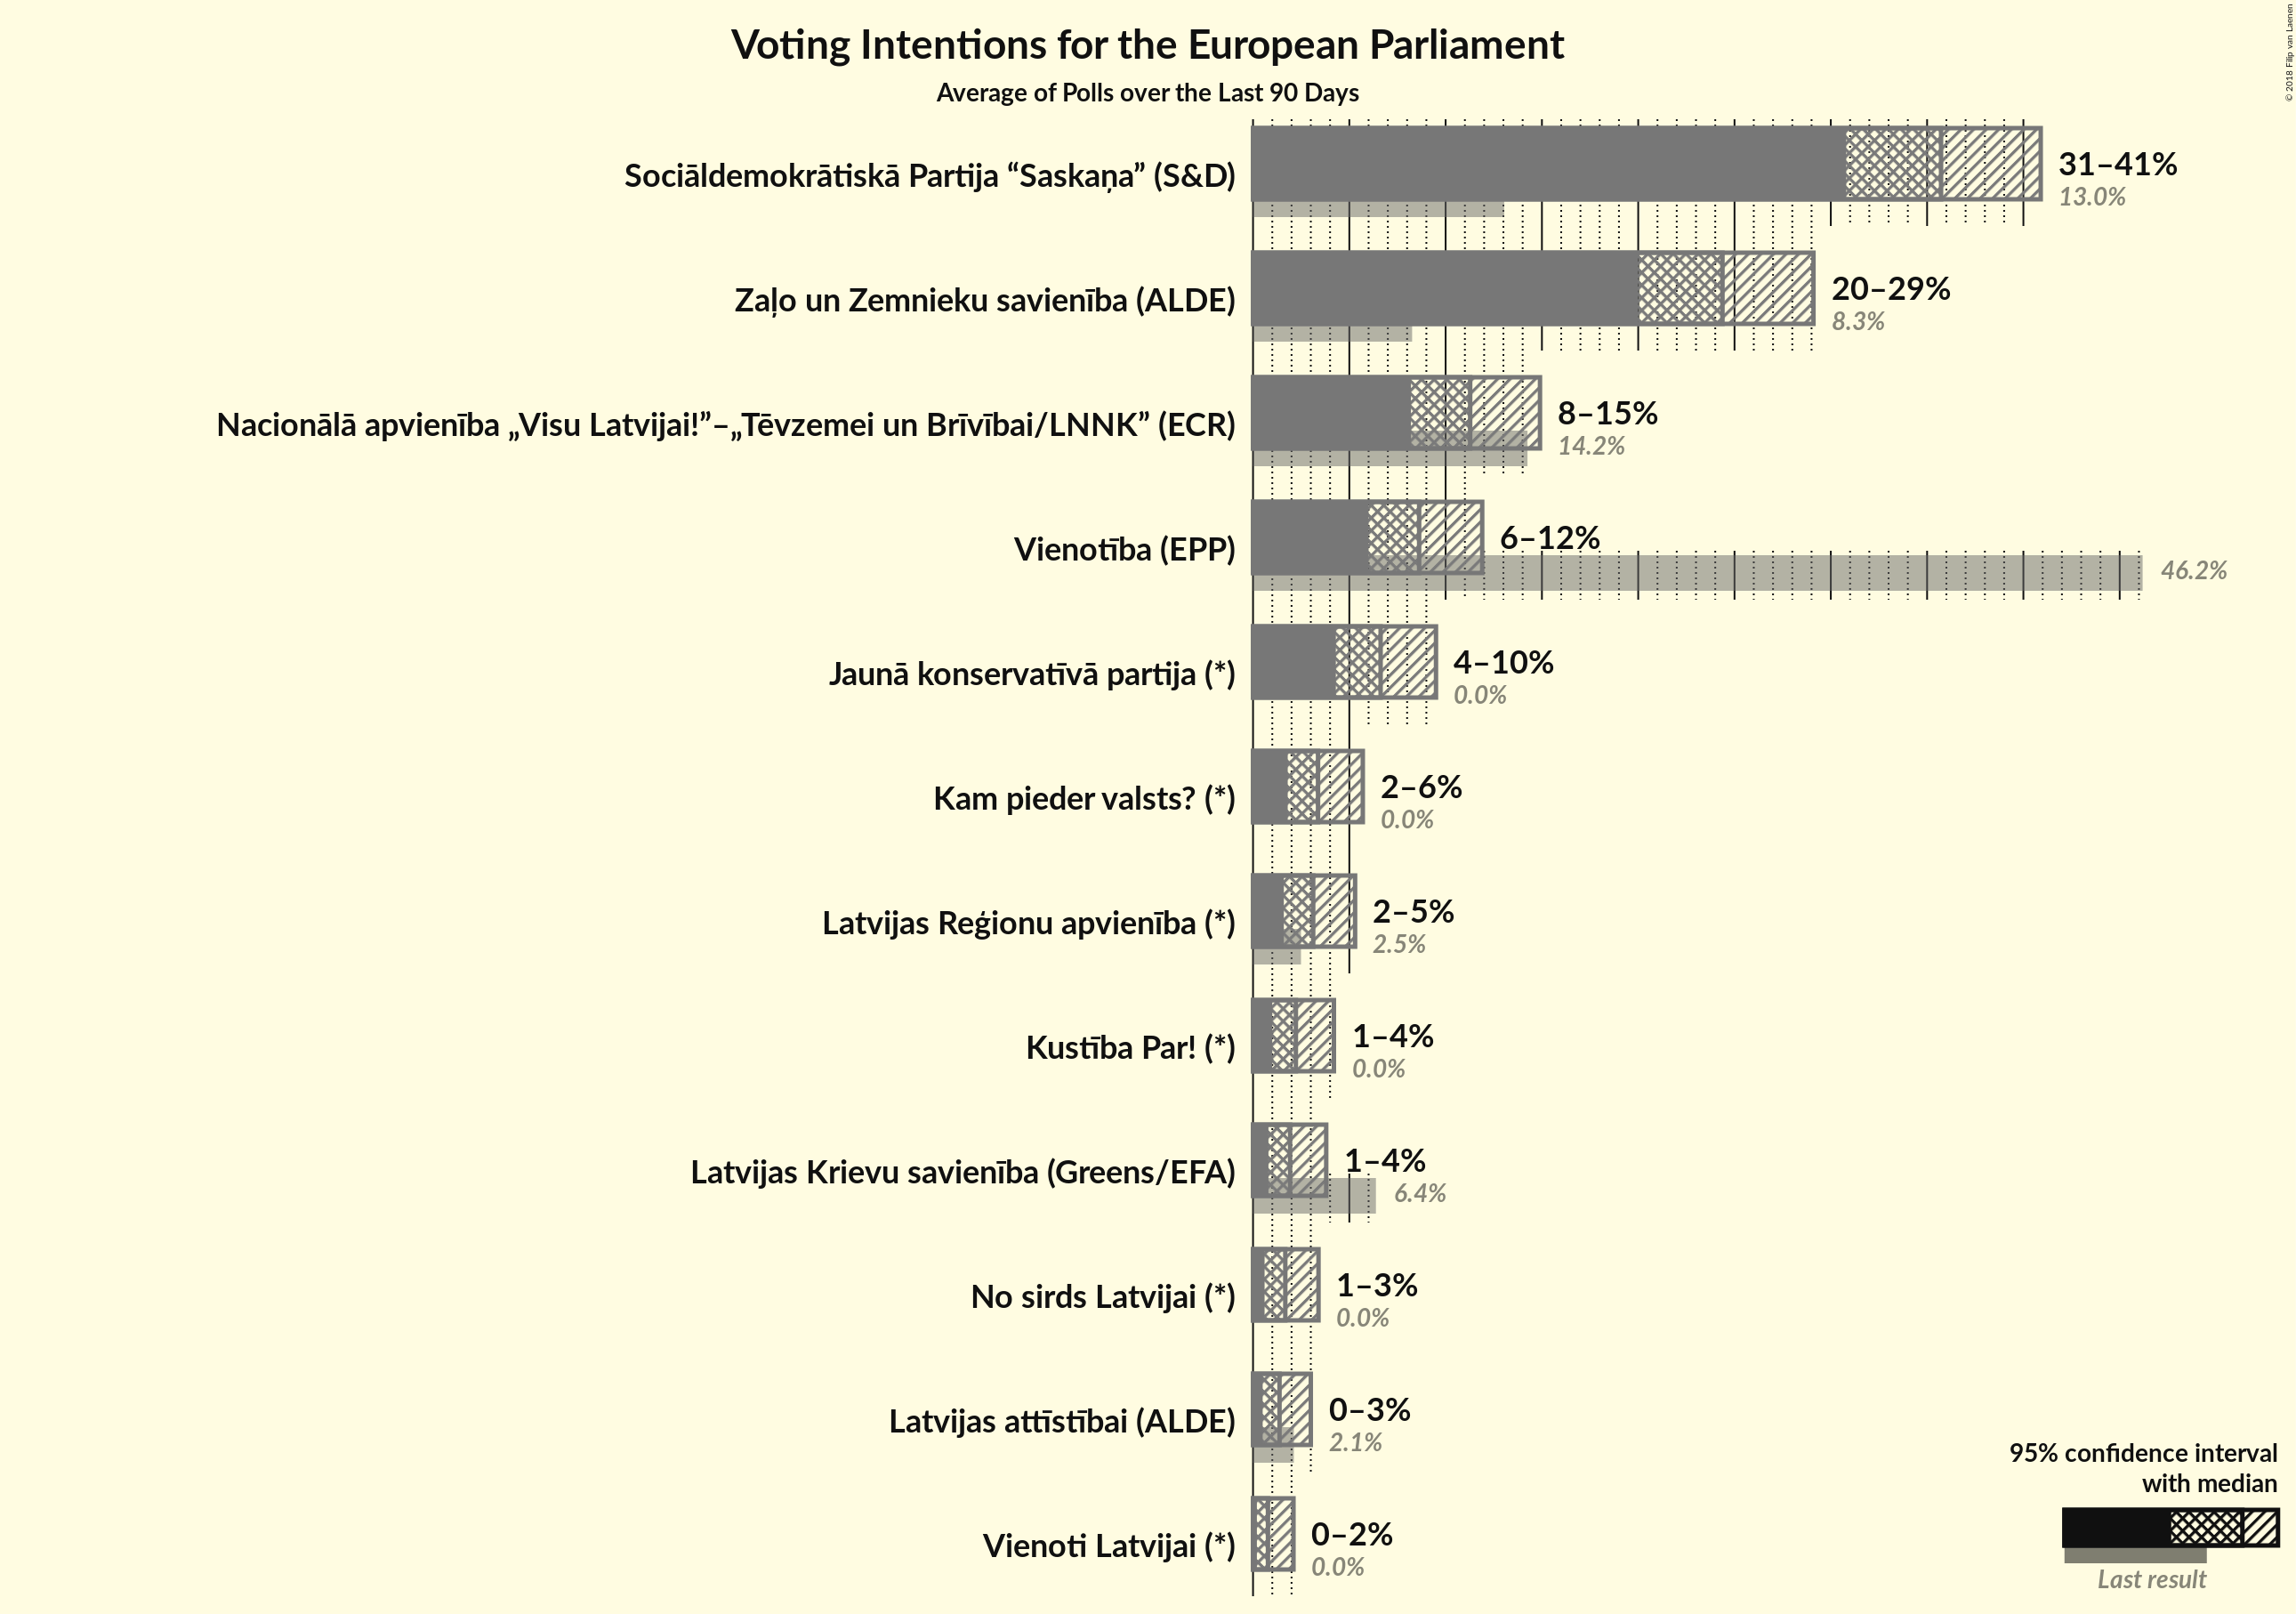 Voting Intentions for the European Parliament
Average of Polls over the Last 90 Days
© 2018 Filip van Laenen
Sociāldemokrātiskā Partija “Saskaņa” (S&D)
31–41%
13.0%
Zaļo un Zemnieku savienība (ALDE)
20–29%
8.3%
Nacionālā apvienība „Visu Latvijai!”–„Tēvzemei un Brīvībai/LNNK” (ECR)
8–15%
14.2%
Vienotība (EPP)
6–12%
46.2%
Jaunā konservatīvā partija (*)
4–10%
0.0%
Kam pieder valsts? (*)
2–6%
0.0%
Latvijas Reģionu apvienība (*)
2–5%
2.5%
Kustība Par! (*)
1–4%
0.0%
Latvijas Krievu savienība (Greens/EFA)
1–4%
6.4%
No sirds Latvijai (*)
1–3%
0.0%
Latvijas attīstībai (ALDE)
0–3%
2.1%
Vienoti Latvijai (*)
0–2%
0.0%
95% confidence interval
with median
Last result